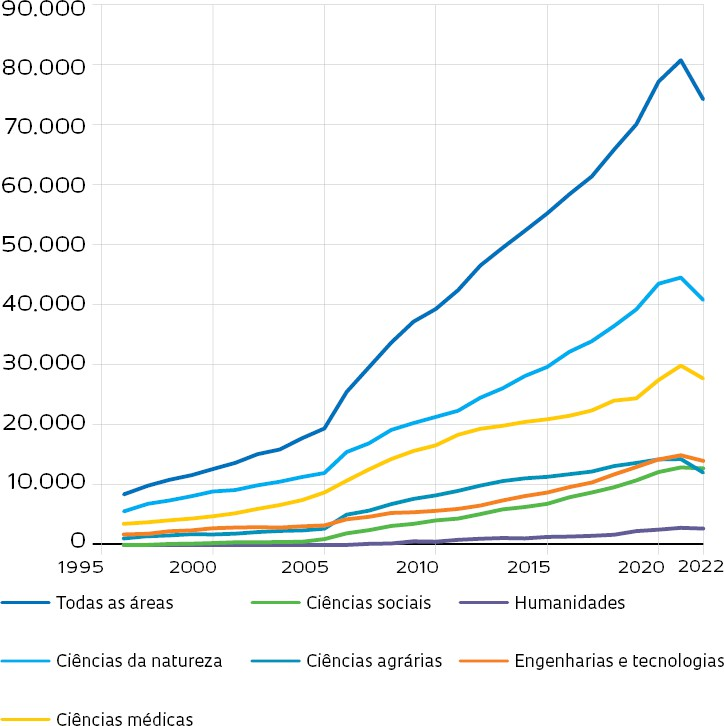 90.000
80.000
70.000
60.000
50.000
40.000
30.000
20.000
10.000
0
1995 2000 2005 2010 2015 2020 2022
Todas as áreas Ciências sociais Humanidades
Ciências da natureza Ciências agrárias Engenharias e tecnologias
Ciências médicas